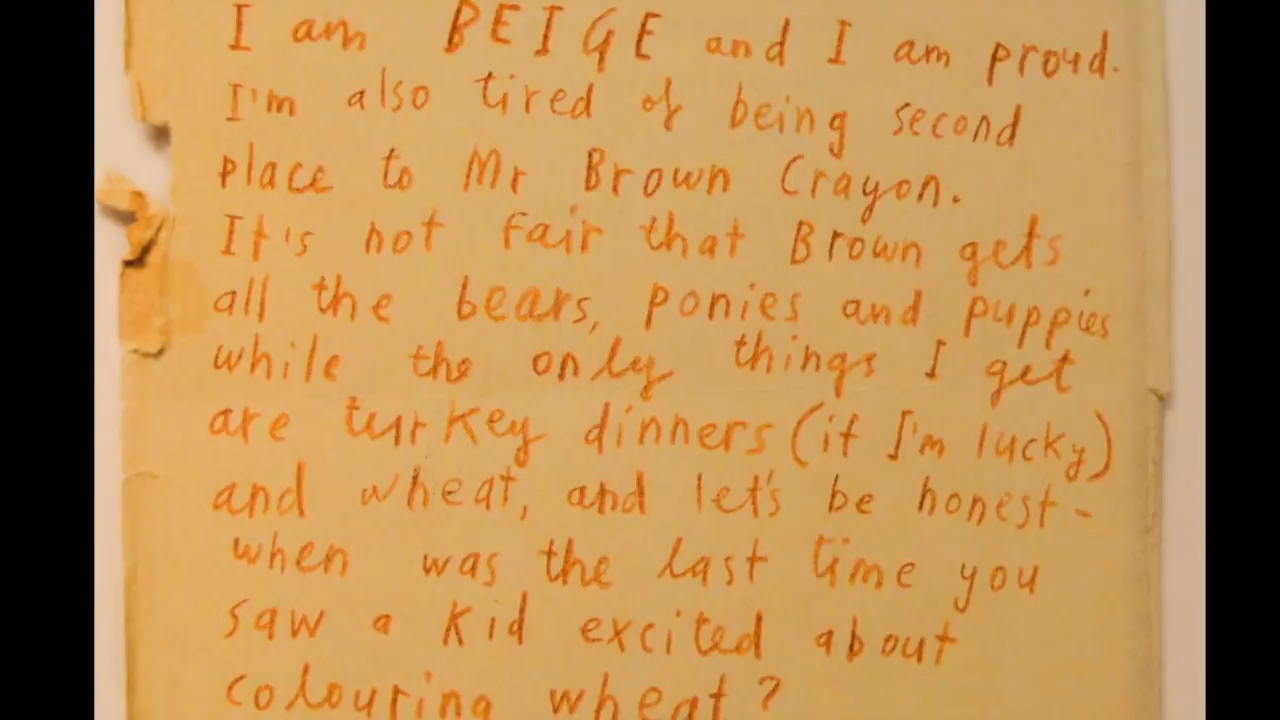 I am BEIGE and I am proud.
I'm also tired of being second
place to Mr Brown Crayon.
It's not fair that Brown gets
all the bears, ponies and puppies
while the only things I get
are turkey dinners (if I'm lucky)
and wheat, and let's be honest -
when was the last time you
saw a kid excited about
colouring wheat?